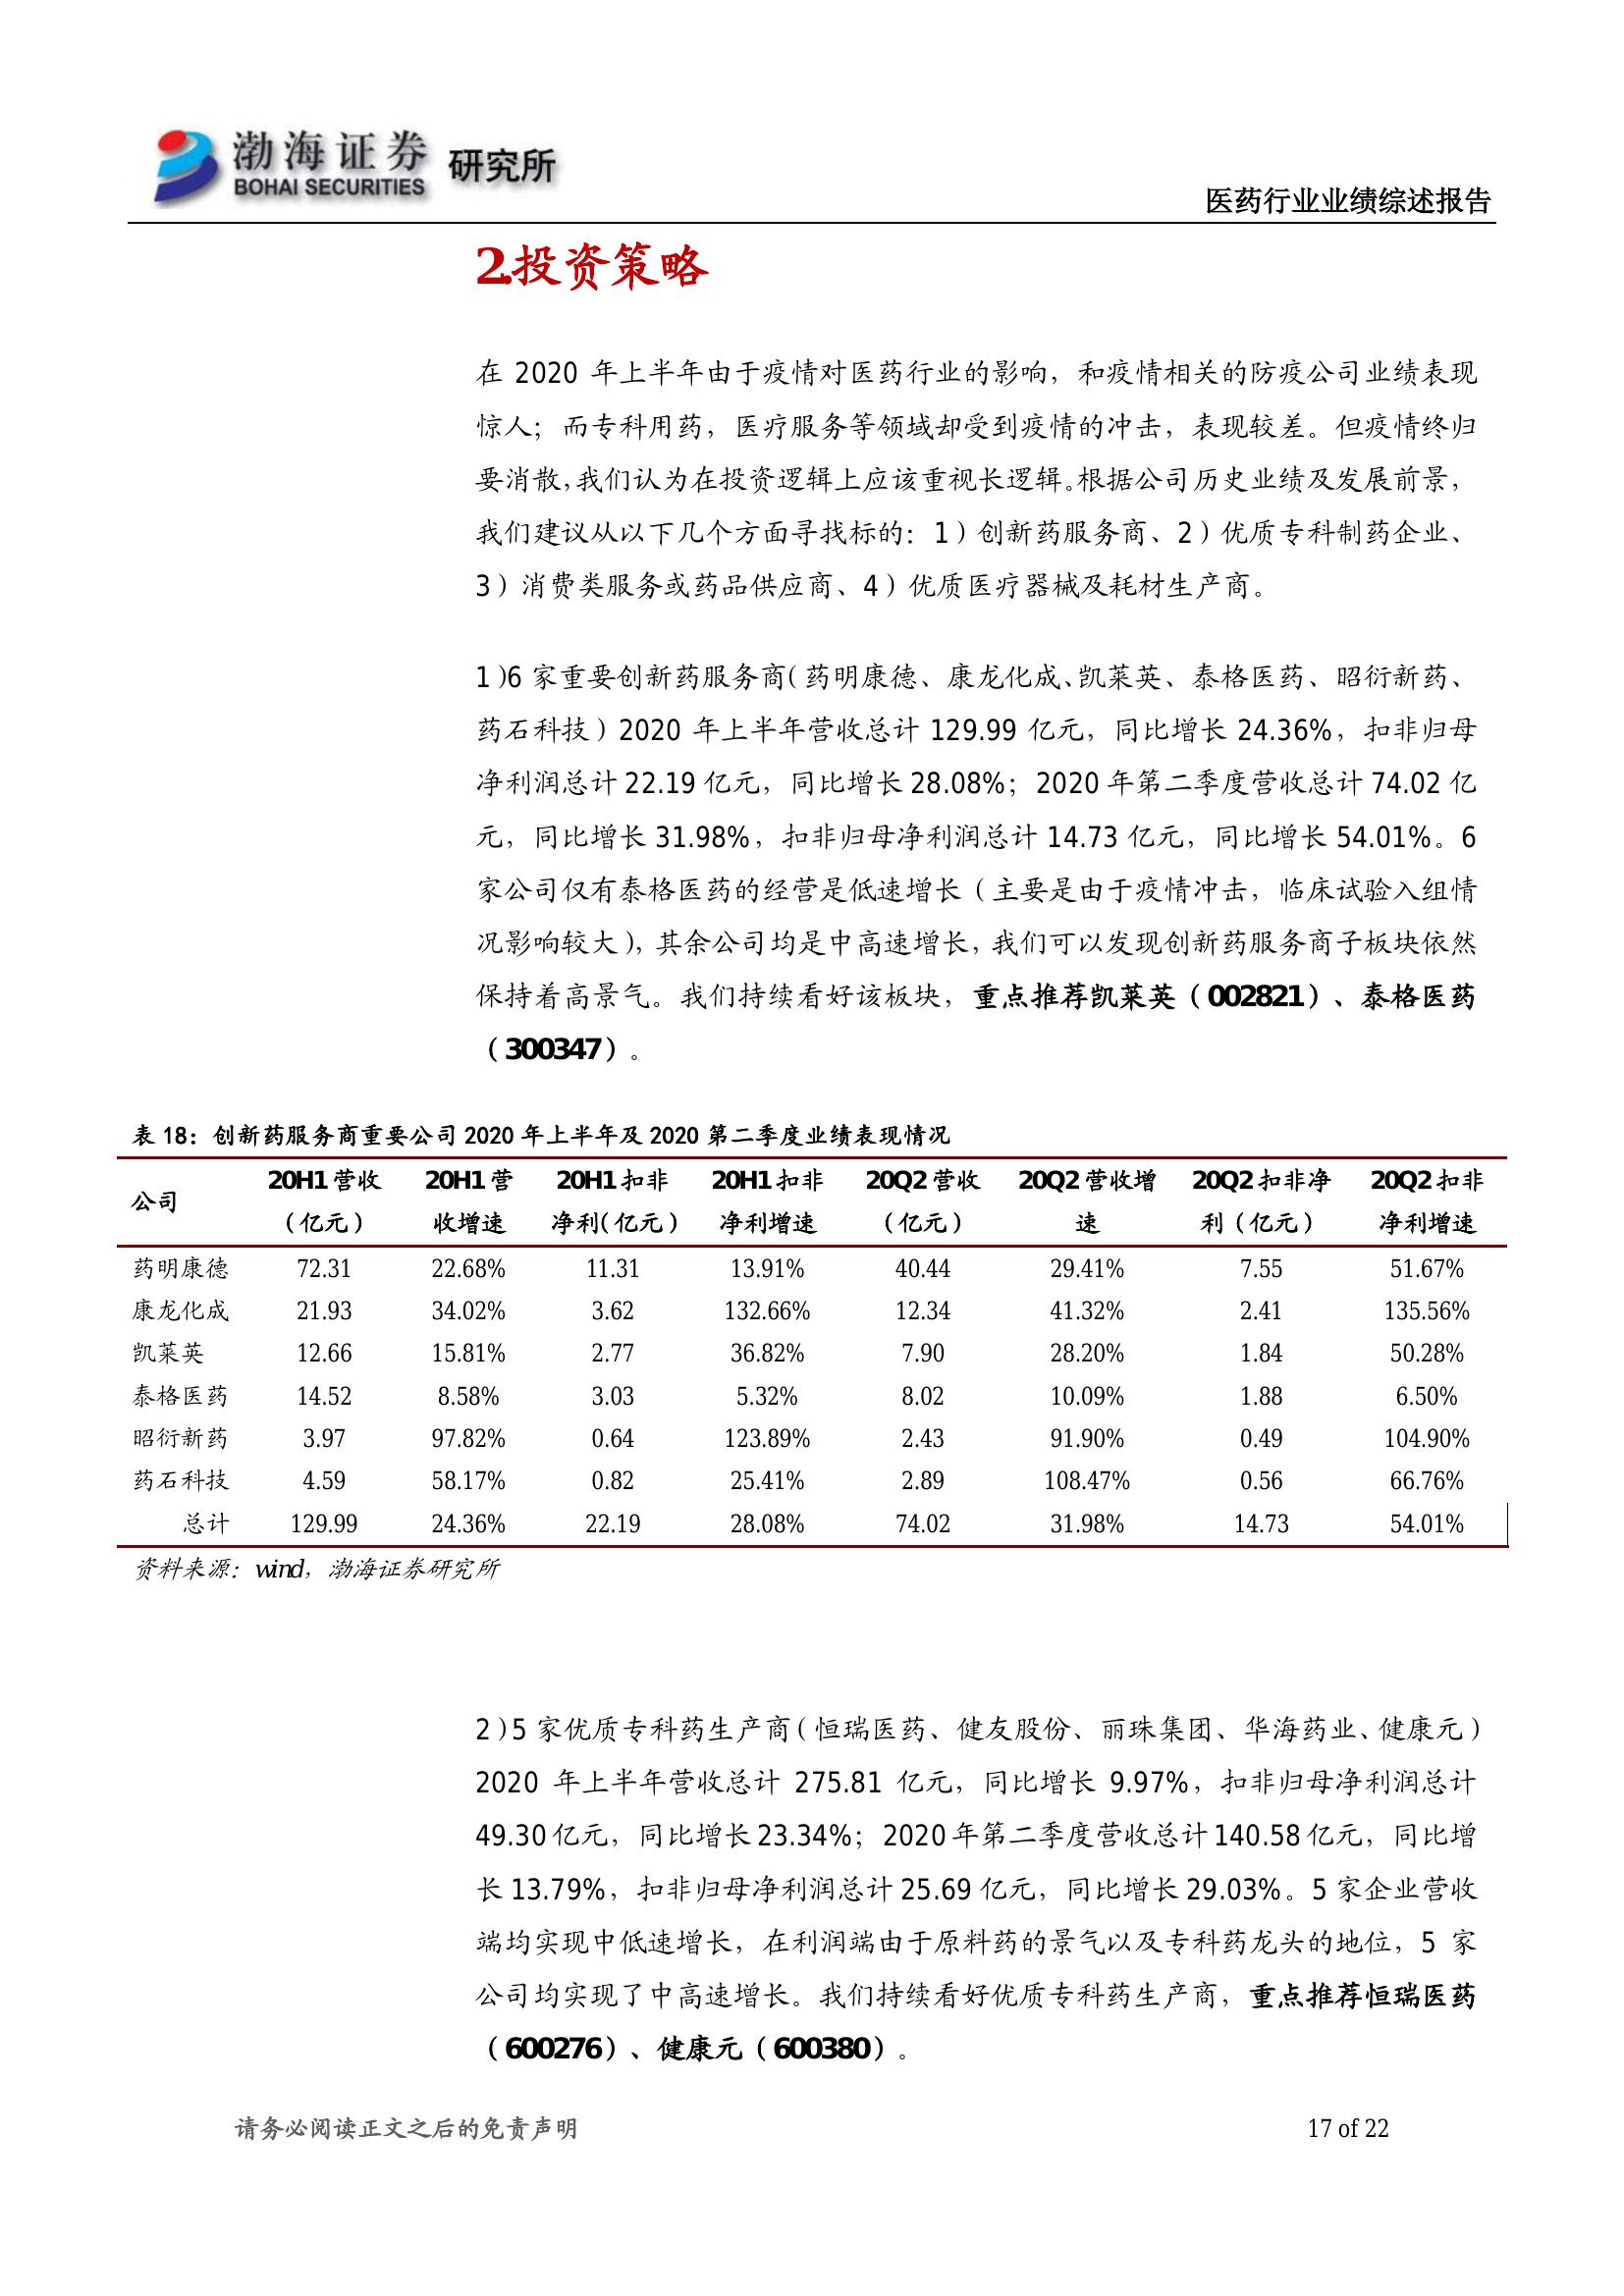 渤海证券 研究所
BOHAI SECURITIES
医药行业业绩综述报告
2.投资策略
在 2020 年上半年由于疫情对医药行业的影响，和疫情相关的防疫公司业绩表现
惊人；而专科用药，医疗服务等领域却受到疫情的冲击，表现较差。但疫情终归
要消散，我们认为在投资逻辑上应该重视长逻辑。根据公司历史业绩及发展前景，
我们建议从以下几个方面寻找标的：1）创新药服务商、2）优质专科制药企业、
3）消费类服务或药品供应商、4）优质医疗器械及耗材生产商。
1）6 家重要创新药服务商（药明康德、康龙化成、凯莱英、泰格医药、昭衍新药、
药石科技）2020 年上半年营收总计 129.99 亿元，同比增长 24.36%，扣非归母
净利润总计 22.19 亿元，同比增长 28.08%；2020 年第二季度营收总计 74.02 亿
元，同比增长 31.98%，扣非归母净利润总计 14.73 亿元，同比增长 54.01%。6
家公司仅有泰格医药的经营是低速增长（主要是由于疫情冲击，临床试验入组情
况影响较大），其余公司均是中高速增长，我们可以发现创新药服务商子板块依然
保持着高景气。我们持续看好该板块，重点推荐凯莱英（002821）、泰格医药
（300347）。
表 18：创新药服务商重要公司 2020 年上半年及 2020 第二季度业绩表现情况
公司 20H1 营收（亿元） 20H1 营收增速 20H1 扣非净利（亿元） 20H1 扣非净利增速 20Q2 营收（亿元） 20Q2 营收增速 20Q2 扣非净利（亿元） 20Q2 扣非净利增速
药明康德 72.31 22.68% 11.31 13.91% 40.44 29.41% 7.55 51.67%
康龙化成 21.93 34.02% 3.62 132.66% 12.34 41.32% 2.41 135.56%
凯莱英 12.66 15.81% 2.77 36.82% 7.90 28.20% 1.84 50.28%
泰格医药 14.52 8.58% 3.03 5.32% 8.02 10.09% 1.88 6.50%
昭衍新药 3.97 97.82% 0.64 123.89% 2.43 91.90% 0.49 104.90%
药石科技 4.59 58.17% 0.82 25.41% 2.89 108.47% 0.56 66.76%
总计 129.99 24.36% 22.19 28.08% 74.02 31.98% 14.73 54.01%
资料来源：wind，渤海证券研究所
2）5 家优质专科药生产商（恒瑞医药、健友股份、丽珠集团、华海药业、健康元）
2020 年上半年营收总计 275.81 亿元，同比增长 9.97%，扣非归母净利润总计
49.30 亿元，同比增长 23.34%；2020 年第二季度营收总计 140.58 亿元，同比增
长 13.79%，扣非归母净利润总计 25.69 亿元，同比增长 29.03%。5 家企业营收
端均实现中低速增长，在利润端由于原料药的景气以及专科药龙头的地位，5 家
公司均实现了中高速增长。我们持续看好优质专科药生产商，重点推荐恒瑞医药
（600276）、健康元（600380）。
请务必阅读正文之后的免责声明
17 of 22